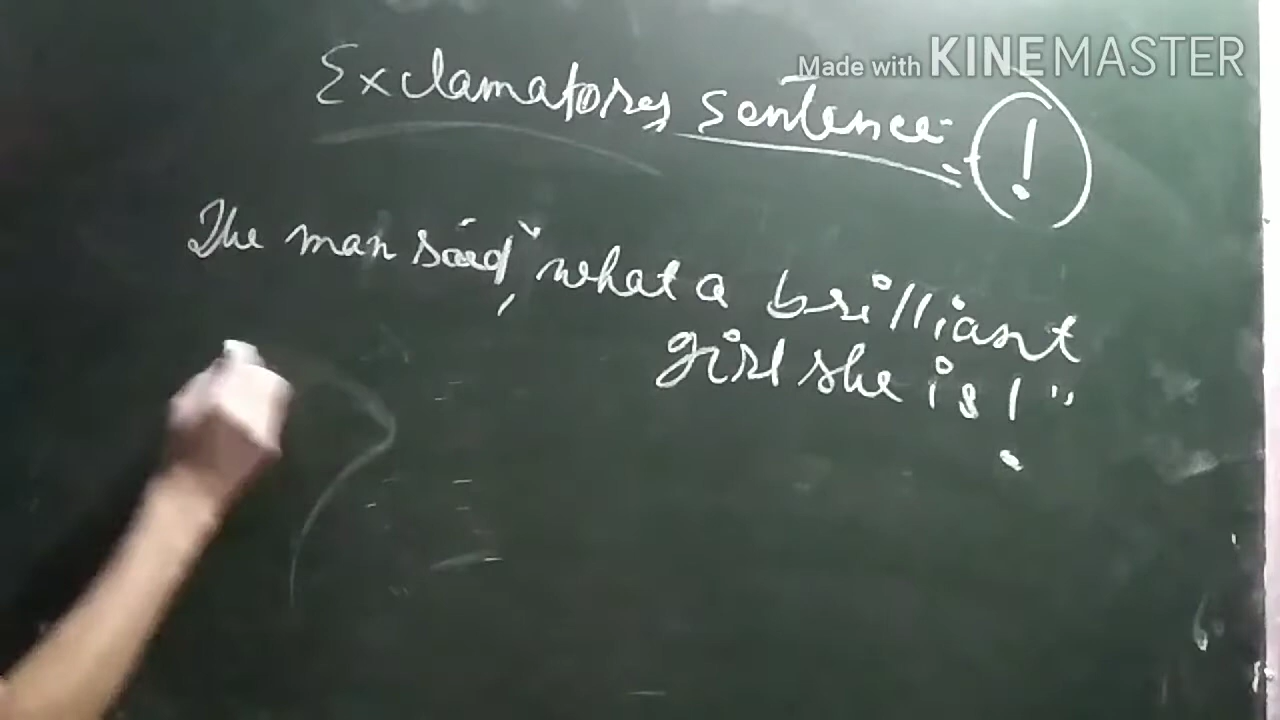 Made with KINEMASTER
Exclamatory sentence:- !
The man said, "what a brilliant
girl she is!"